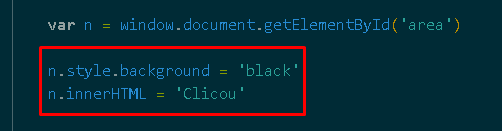 var n = window.document.getElementById('area')
n.style.background = 'black'
n.innerHTML = 'Clicou'